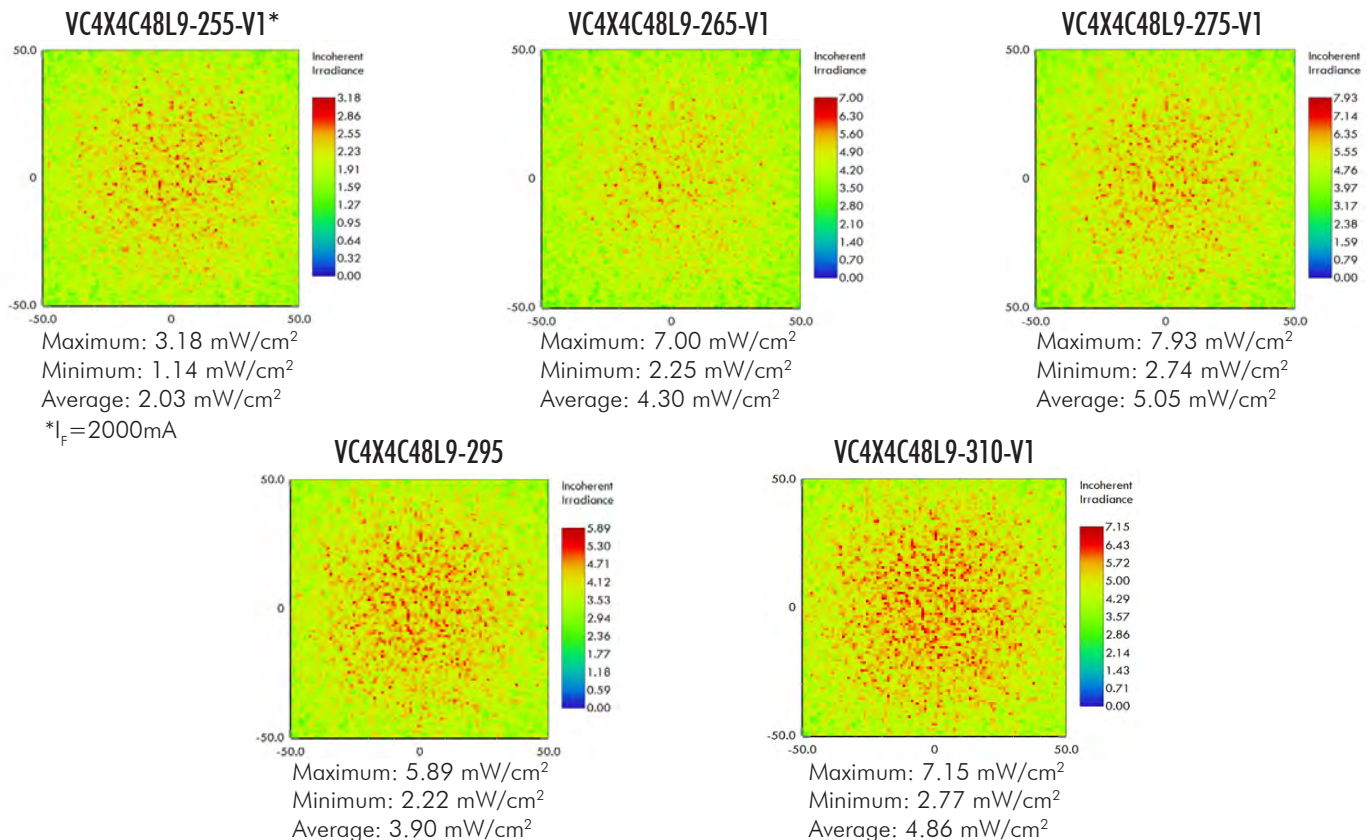 VC4X4C48L9-255-V1*
50.0
0
-50.0
-50.0 0 50.0
Incoherent
Irradiance
3.18
2.86
2.55
2.23
1.91
1.59
1.27
0.95
0.64
0.32
0.00
Maximum: 3.18 mW/cm²
Minimum: 1.14 mW/cm²
Average: 2.03 mW/cm²
*I_F=2000mA
VC4X4C48L9-265-V1
50.0
0
-50.0
-50.0 0 50.0
Incoherent
Irradiance
7.00
6.30
5.60
4.90
4.20
3.50
2.80
2.10
1.40
0.70
0.00
Maximum: 7.00 mW/cm²
Minimum: 2.25 mW/cm²
Average: 4.30 mW/cm²
VC4X4C48L9-275-V1
50.0
0
-50.0
-50.0 0 50.0
Incoherent
Irradiance
7.93
7.14
6.35
5.55
4.76
3.97
3.17
2.38
1.59
0.79
0.00
Maximum: 7.93 mW/cm²
Minimum: 2.74 mW/cm²
Average: 5.05 mW/cm²
VC4X4C48L9-295
50.0
0
-50.0
-50.0 0 50.0
Incoherent
Irradiance
5.89
5.30
4.71
4.12
3.53
2.94
2.36
1.77
1.18
0.59
0.00
Maximum: 5.89 mW/cm²
Minimum: 2.22 mW/cm²
Average: 3.90 mW/cm²
VC4X4C48L9-310-V1
50.0
0
-50.0
-50.0 0 50.0
Incoherent
Irradiance
7.15
6.43
5.72
5.00
4.29
3.57
2.86
2.14
1.43
0.71
0.00
Maximum: 7.15 mW/cm²
Minimum: 2.77 mW/cm²
Average: 4.86 mW/cm²